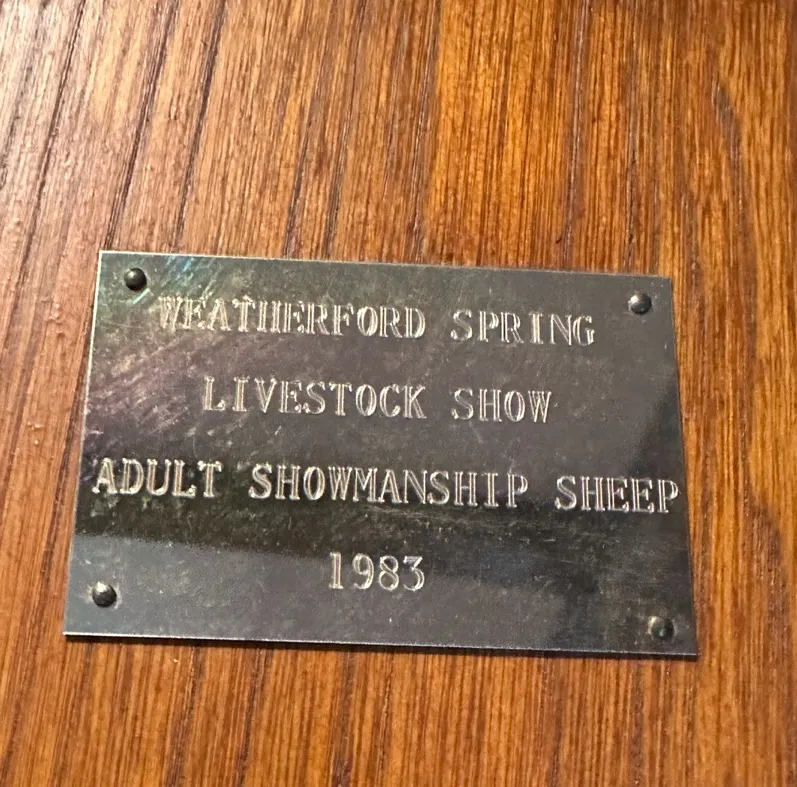 WEATHERFORD SPRING
LIVESTOCK SHOW
ADULT SHOWMANSHIP SHEEP
1983